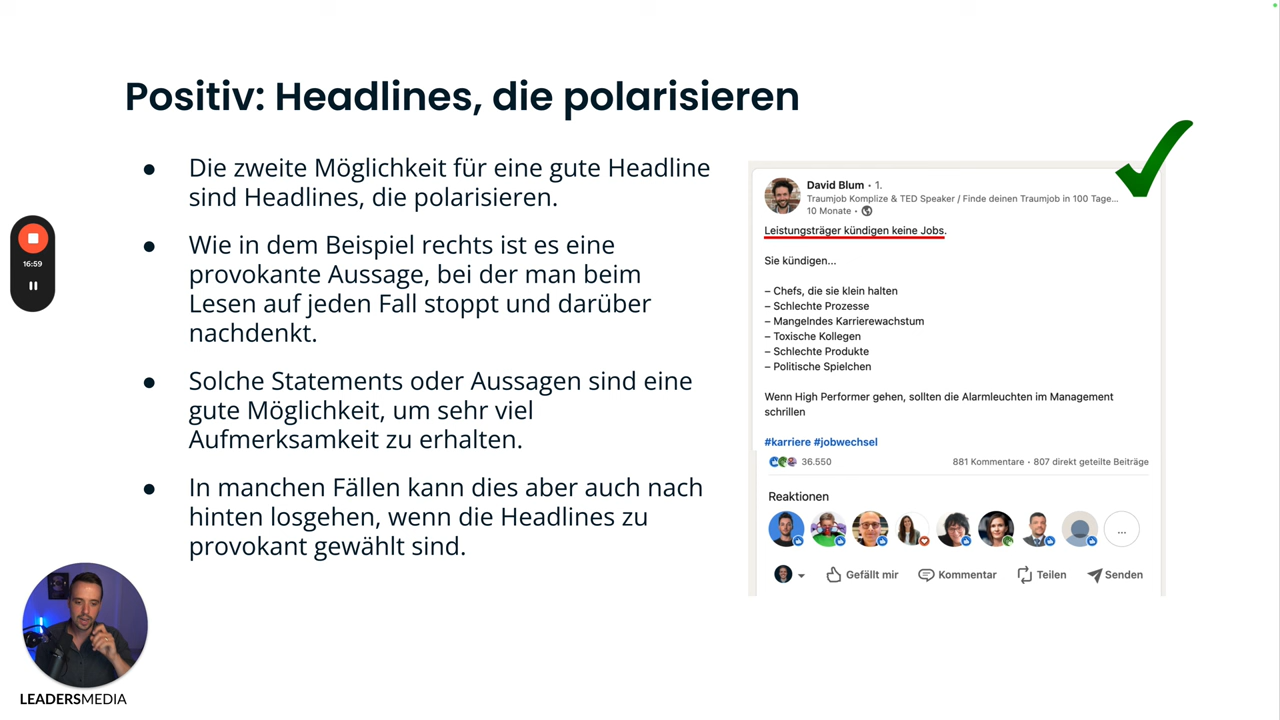 Positiv: Headlines, die polarisieren
● Die zweite Möglichkeit für eine gute Headline
sind Headlines, die polarisieren.
● Wie in dem Beispiel rechts ist es eine
provokante Aussage, bei der man beim
Lesen auf jeden Fall stoppt und darüber
nachdenkt.
● Solche Statements oder Aussagen sind eine
gute Möglichkeit, um sehr viel
Aufmerksamkeit zu erhalten.
● In manchen Fällen kann dies aber auch nach
hinten losgehen, wenn die Headlines zu
provokant gewählt sind.
David Blum · 1.
Traumjob Komplize & TED Speaker / Finde deinen Traumjob in 100 Tage...
10 Monate ·
Leistungsträger kündigen keine Jobs.
Sie kündigen...
– Chefs, die sie klein halten
– Schlechte Prozesse
– Mangelndes Karrierewachstum
– Toxische Kollegen
– Schlechte Produkte
– Politische Spielchen
Wenn High Performer gehen, sollten die Alarmleuchten im Management
schrillen
#karriere #jobwechsel
36.550 881 Kommentare · 807 direkt geteilte Beiträge
Reaktionen
...
Gefällt mir Kommentar Teilen Senden
16:59
LEADERSMEDIA